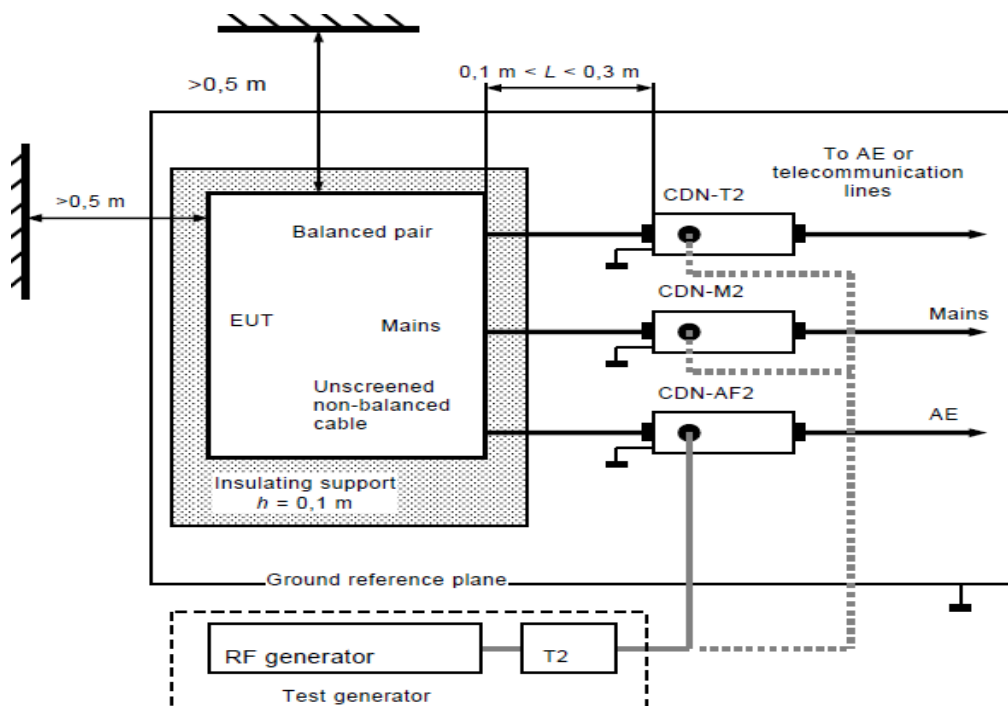 >0,5 m
0,1 m < L < 0,3 m
>0,5 m
To AE or
telecommunication
lines
CDN-T2
Balanced pair
CDN-M2
EUT
Mains
Mains
Unscreened
non-balanced
cable
CDN-AF2
AE
Insulating support
h = 0,1 m
Ground reference plane
RF generator
T2
Test generator